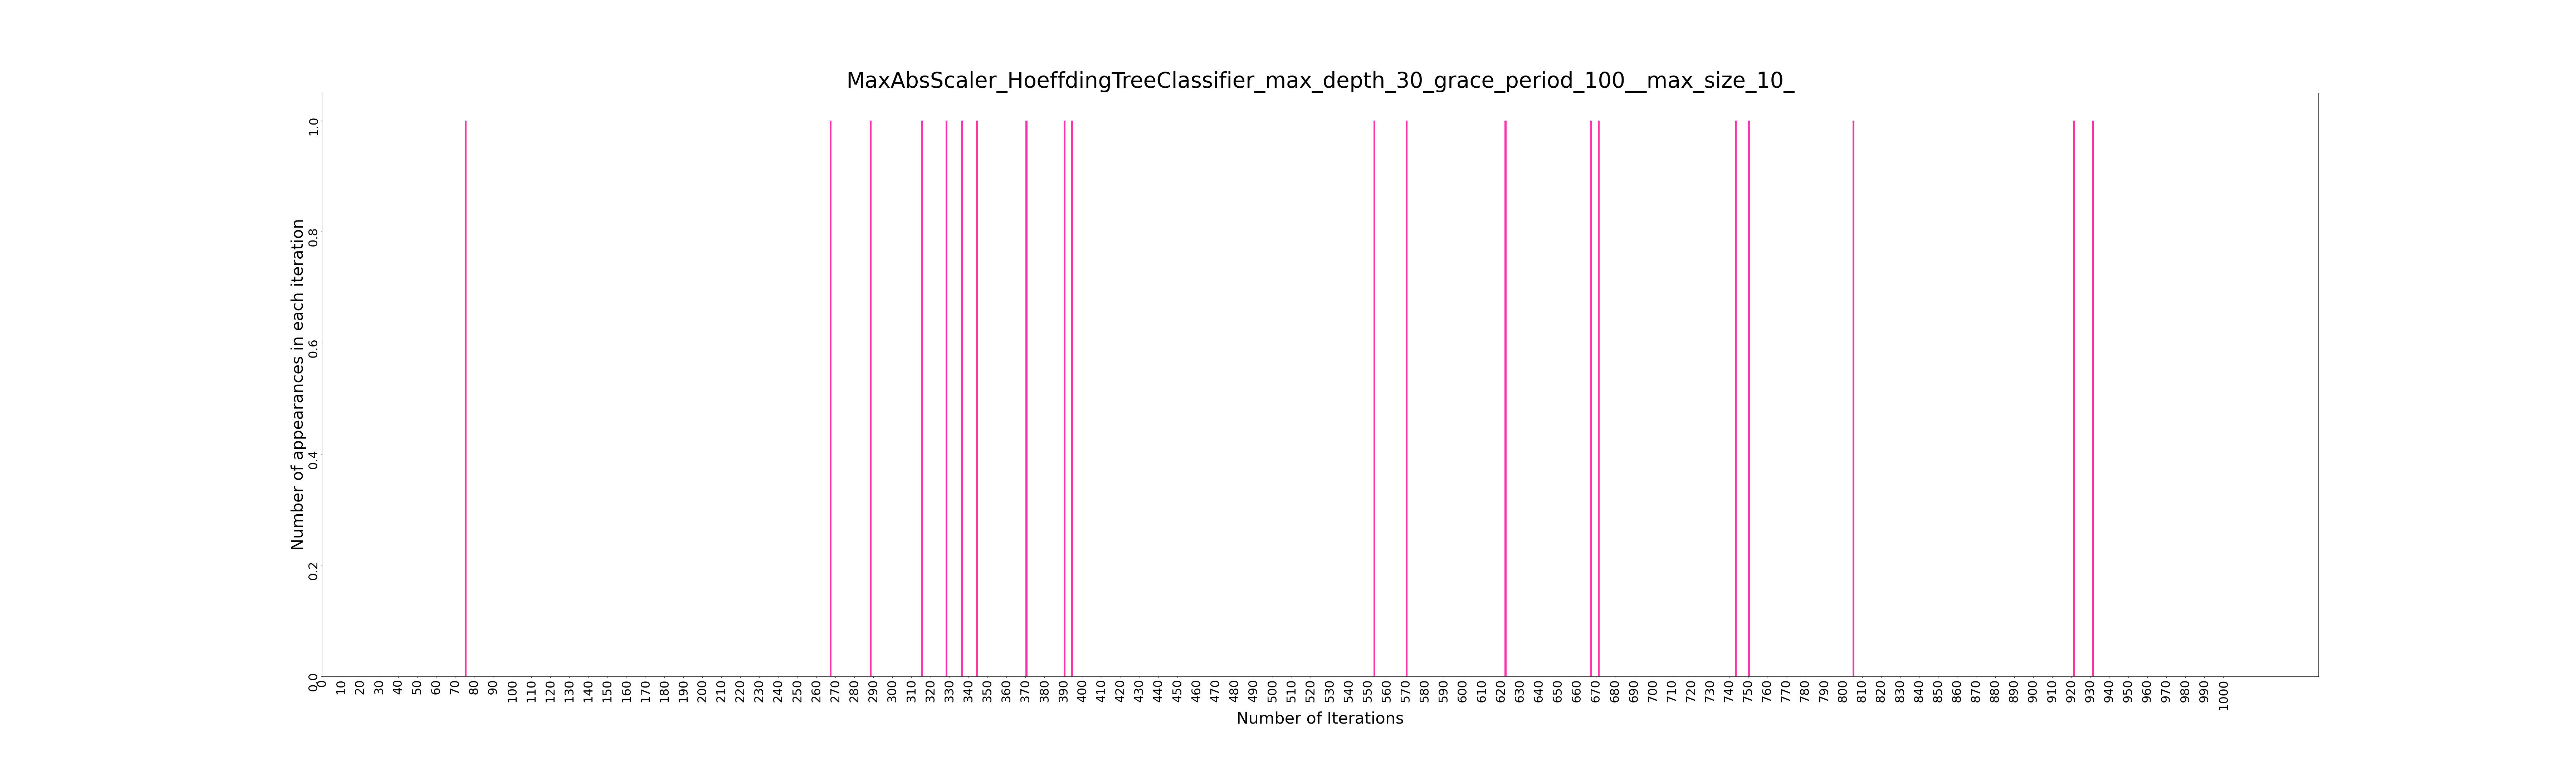 MaxAbsScaler_HoeffdingTreeClassifier_max_depth_30_grace_period_100__max_size_10_
Number of appearances in each iteration
1.0
0.8
0.6
0.4
0.2
0.0
0 10 20 30 40 50 60 70 80 90 100 110 120 130 140 150 160 170 180 190 200 210 220 230 240 250 260 270 280 290 300 310 320 330 340 350 360 370 380 390 400 410 420 430 440 450 460 470 480 490 500 510 520 530 540 550 560 570 580 590 600 610 620 630 640 650 660 670 680 690 700 710 720 730 740 750 760 770 780 790 800 810 820 830 840 850 860 870 880 890 900 910 920 930 940 950 960 970 980 990 1000
Number of Iterations